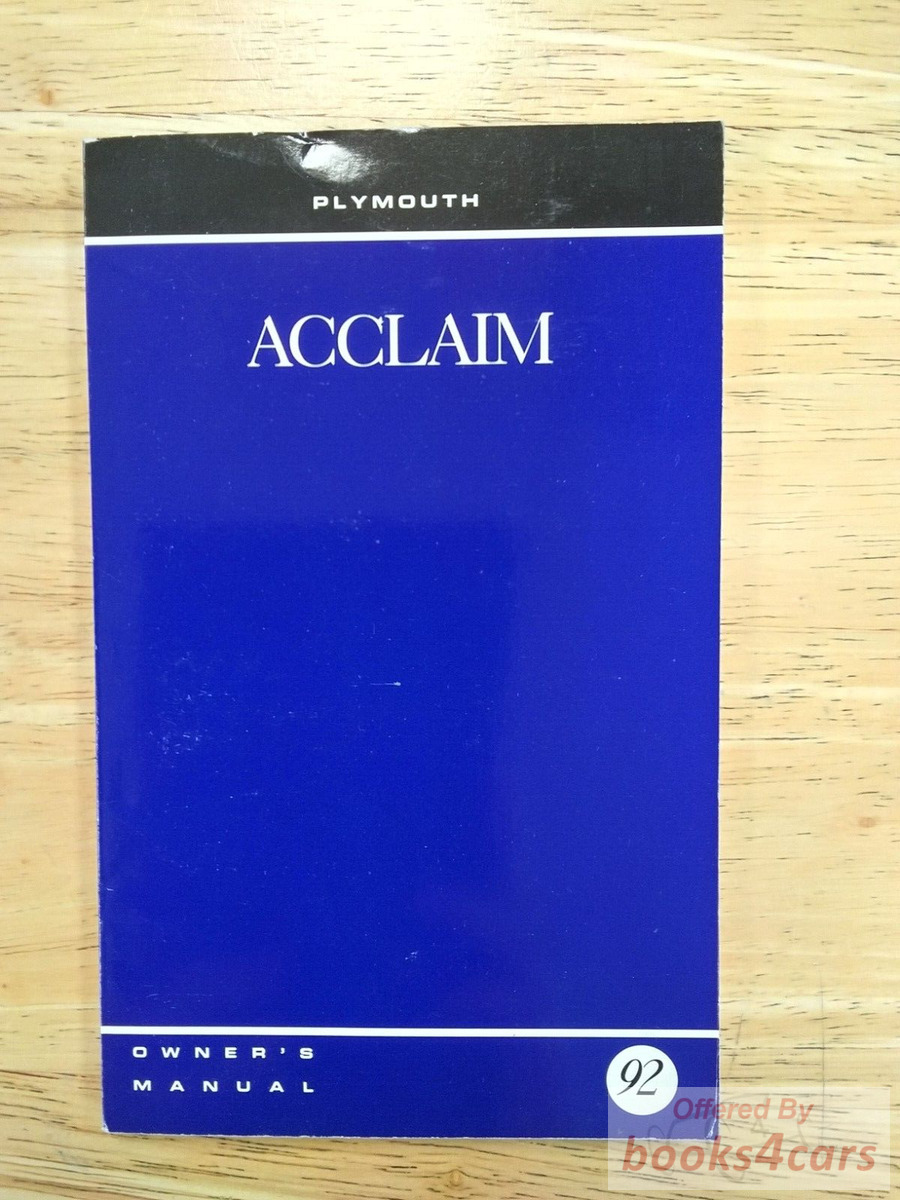 PLYMOUTH
ACCLAIM
OWNER'S
MANUAL
92
Offered By
books4cars